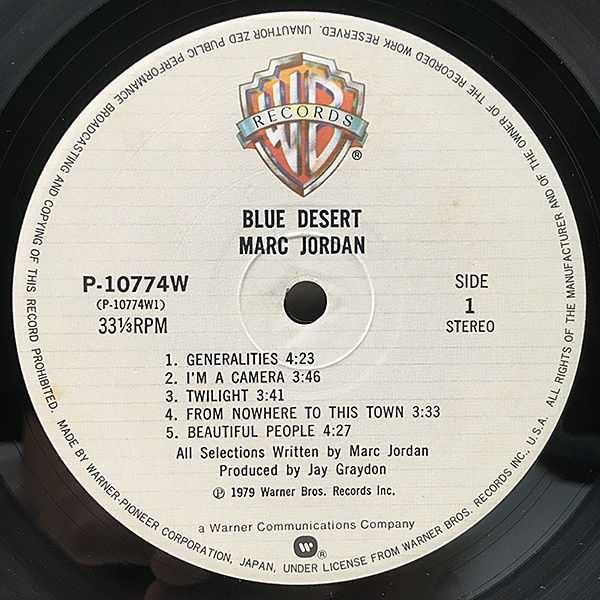 WB
RECORDS
®
BLUE DESERT
MARC JORDAN
P-10774W
(P-10774W1)
33⅓RPM
SIDE
1
STEREO
1. GENERALITIES 4:23
2. I'M A CAMERA 3:46
3. TWILIGHT 3:41
4. FROM NOWHERE TO THIS TOWN 3:33
5. BEAUTIFUL PEOPLE 4:27
All Selections Written by Marc Jordan
Produced by Jay Graydon
℗ 1979 Warner Bros. Records Inc.
a Warner Communications Company
®
MADE BY WARNER-PIONEER CORPORATION, JAPAN, UNDER LICENSE FROM WARNER BROS. RECORDS INC., U.S.A. ALL RIGHTS OF THE MANUFACTURER AND OF THE OWNER OF THE RECORDED WORK RESERVED. UNAUTHORIZED PUBLIC PERFORMANCE BROADCASTING AND COPYING OF THIS RECORD PROHIBITED.